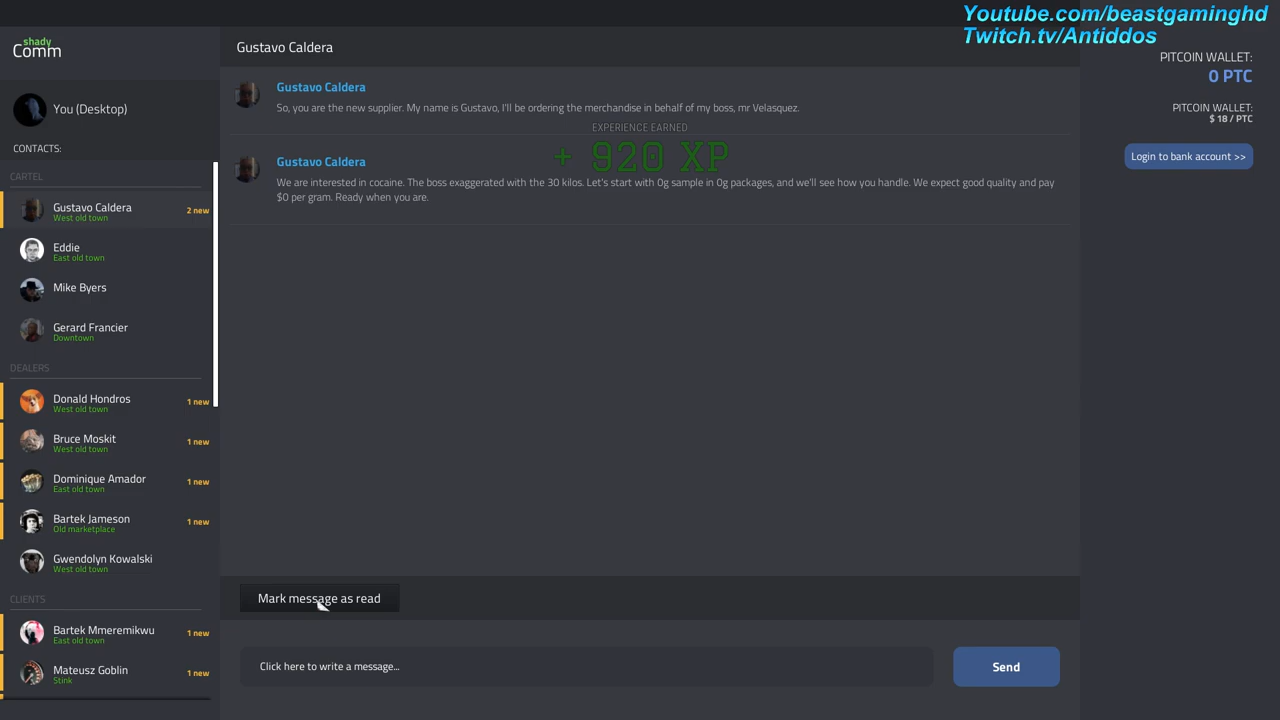 Youtube.com/beastgaminghd
Twitch.tv/Antiddos
shady
Comm
You (Desktop)
CONTACTS:
CARTEL
Gustavo Caldera
West old town
2 new
Eddie
East old town
Mike Byers
Gerard Francier
Downtown
DEALERS
Donald Hondros
West old town
1 new
Bruce Moskit
West old town
1 new
Dominique Amador
East old town
1 new
Bartek Jameson
Old marketplace
1 new
Gwendolyn Kowalski
West old town
CLIENTS
Bartek Mmeremikwu
East old town
1 new
Mateusz Goblin
Stink
1 new
Gustavo Caldera
Gustavo Caldera
So, you are the new supplier. My name is Gustavo, I'll be ordering the merchandise in behalf of my boss, mr Velasquez.
EXPERIENCE EARNED
+ 920 XP
Gustavo Caldera
We are interested in cocaine. The boss exaggerated with the 30 kilos. Let's start with 0g sample in 0g packages, and we'll see how you handle. We expect good quality and pay
$0 per gram. Ready when you are.
Mark message as read
Click here to write a message...
Send
PITCOIN WALLET:
0 PTC
PITCOIN WALLET:
$ 18 / PTC
Login to bank account >>